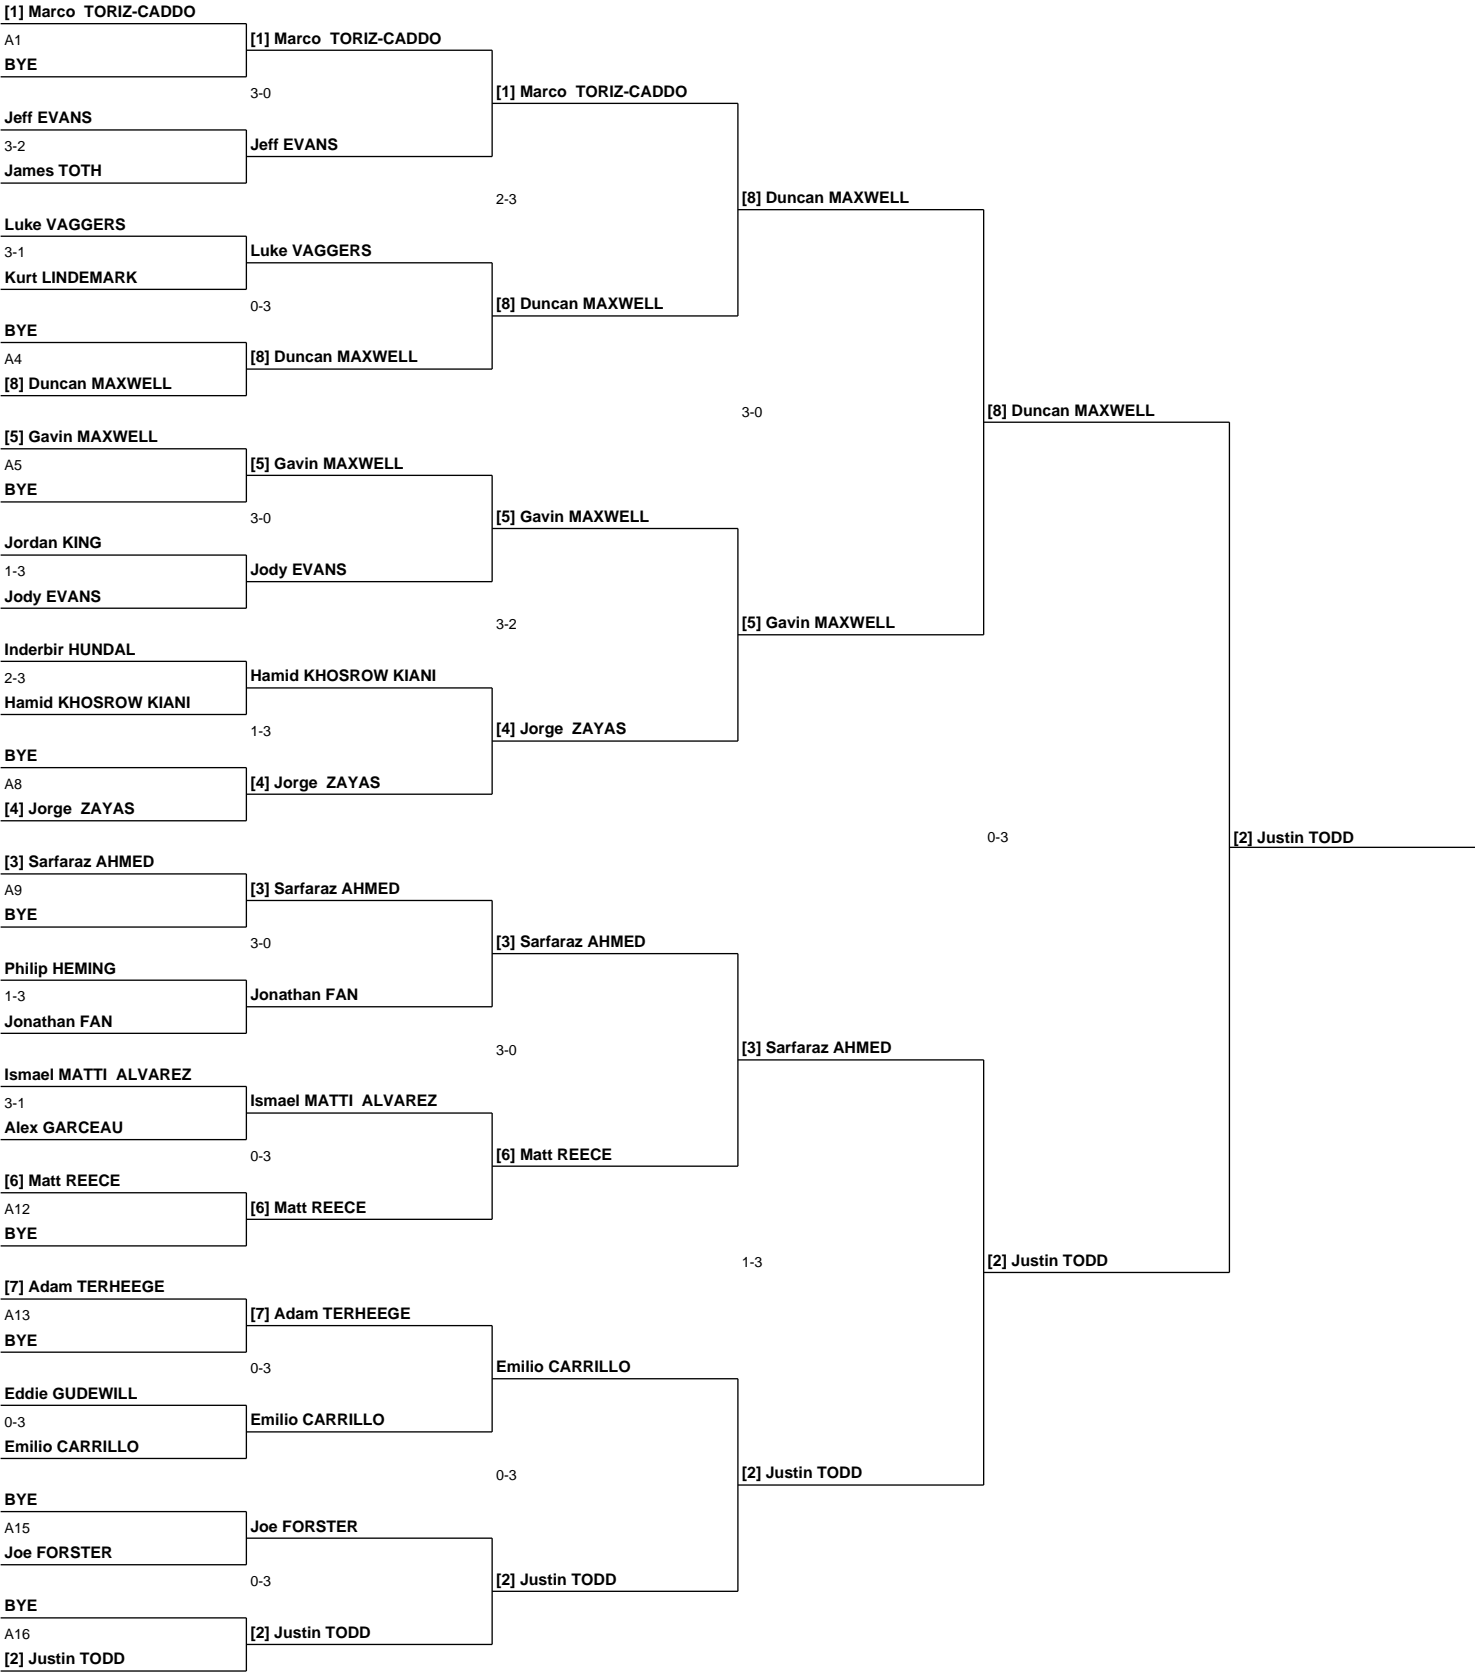 [1] Marco  TORIZ-CADDO
A1
[1] Marco  TORIZ-CADDO
BYE
3-0
[1] Marco  TORIZ-CADDO
Jeff EVANS
3-2
Jeff EVANS
James TOTH
2-3
[8] Duncan MAXWELL
Luke VAGGERS
3-1
Luke VAGGERS
Kurt LINDEMARK
0-3
[8] Duncan MAXWELL
BYE
A4
[8] Duncan MAXWELL
[8] Duncan MAXWELL
3-0
[8] Duncan MAXWELL
[5] Gavin MAXWELL
A5
[5] Gavin MAXWELL
BYE
3-0
[5] Gavin MAXWELL
Jordan KING
1-3
Jody EVANS
Jody EVANS
3-2
[5] Gavin MAXWELL
Inderbir HUNDAL
2-3
Hamid KHOSROW KIANI
Hamid KHOSROW KIANI
1-3
[4] Jorge  ZAYAS
BYE
A8
[4] Jorge  ZAYAS
[4] Jorge  ZAYAS
0-3
[2] Justin TODD
[3] Sarfaraz AHMED
A9
[3] Sarfaraz AHMED
BYE
3-0
[3] Sarfaraz AHMED
Philip HEMING
1-3
Jonathan FAN
Jonathan FAN
3-0
[3] Sarfaraz AHMED
Ismael MATTI  ALVAREZ
3-1
Ismael MATTI  ALVAREZ
Alex GARCEAU
0-3
[6] Matt REECE
[6] Matt REECE
A12
[6] Matt REECE
BYE
1-3
[2] Justin TODD
[7] Adam TERHEEGE
A13
[7] Adam TERHEEGE
BYE
0-3
Emilio CARRILLO
Eddie GUDEWILL
0-3
Emilio CARRILLO
Emilio CARRILLO
0-3
[2] Justin TODD
BYE
A15
Joe FORSTER
Joe FORSTER
0-3
[2] Justin TODD
BYE
A16
[2] Justin TODD
[2] Justin TODD